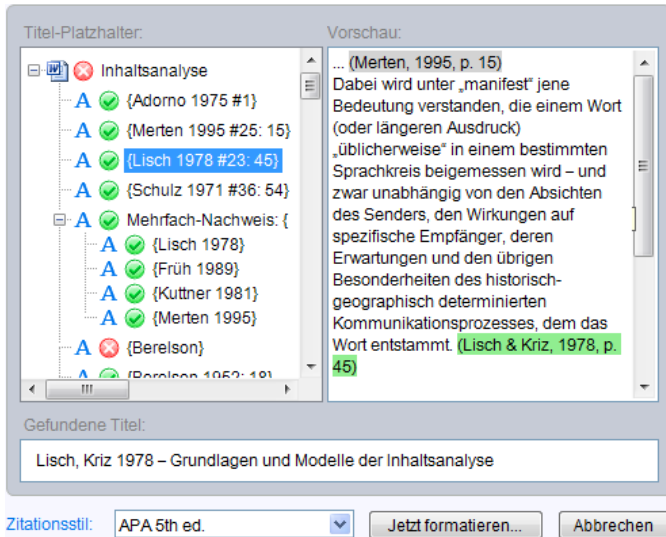 Titel-Platzhalter:
Inhaltsanalyse
A {Adorno 1975 #1}
A {Merten 1995 #25: 15}
A {Lisch 1978 #23: 45}
A {Schulz 1971 #36: 54}
A Mehrfach-Nachweis: {
A {Lisch 1978}
A {Früh 1989}
A {Kuttner 1981}
A {Merten 1995}
A {Berelson}
A {Berelson 1952: 18}
Vorschau:
... (Merten, 1995, p. 15)
Dabei wird unter „manifest“ jene
Bedeutung verstanden, die einem Wort
(oder längeren Ausdruck)
„üblicherweise“ in einem bestimmten
Sprachkreis beigemessen wird – und
zwar unabhängig von den Absichten
des Senders, den Wirkungen auf
spezifische Empfänger, deren
Erwartungen und den übrigen
Besonderheiten des historisch-
geographisch determinierten
Kommunikationsprozesses, dem das
Wort entstammt. (Lisch & Kriz, 1978, p.
45)
Gefundene Titel:
Lisch, Kriz 1978 – Grundlagen und Modelle der Inhaltsanalyse
Zitationsstil: APA 5th ed. Jetzt formatieren... Abbrechen